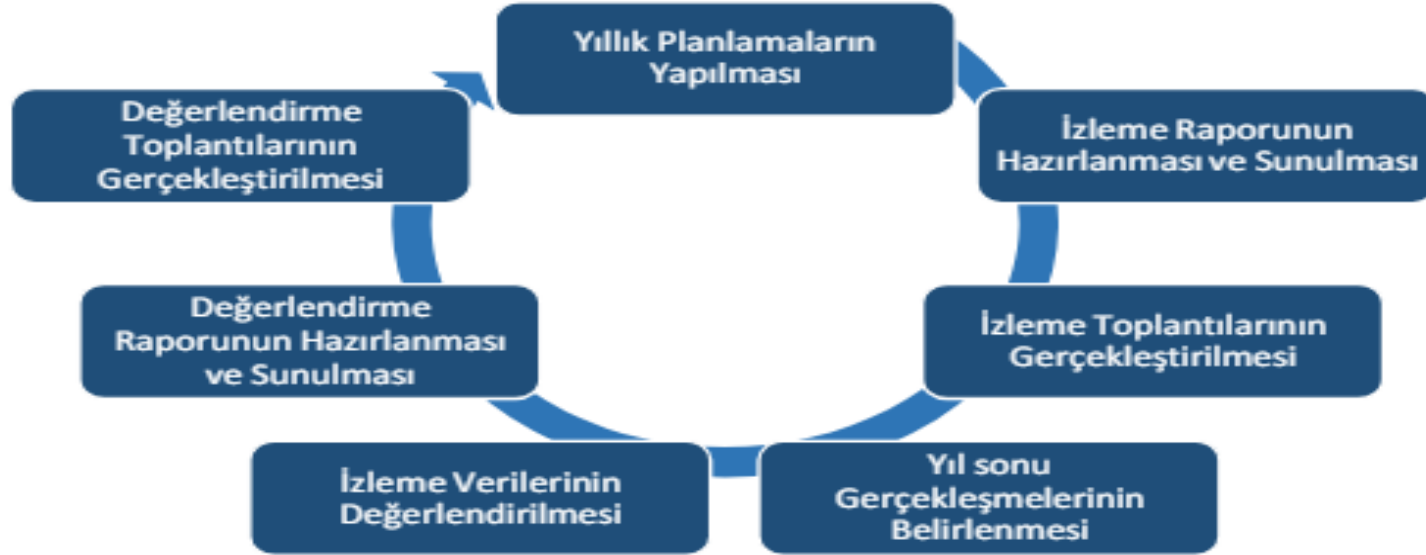 Yıllık Planlamaların
Yapılması
İzleme Raporunun
Hazırlanması ve Sunulması
İzleme Toplantılarının
Gerçekleştirilmesi
Yıl sonu
Gerçekleşmelerinin
Belirlenmesi
İzleme Verilerinin
Değerlendirilmesi
Değerlendirme
Raporunun Hazırlanması
ve Sunulması
Değerlendirme
Toplantılarının
Gerçekleştirilmesi